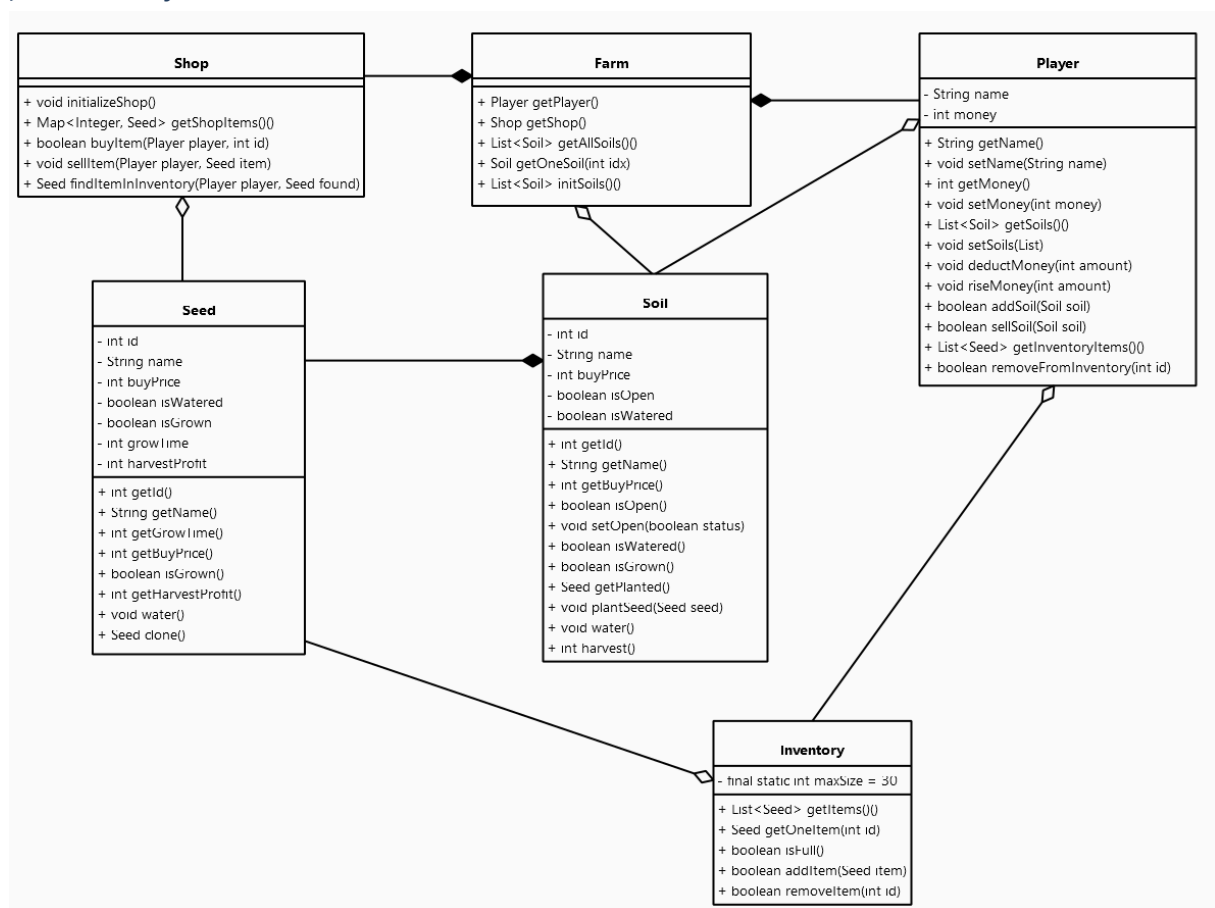 Shop
+ void initializeShop()
+ Map<Integer, Seed> getShopItems()()
+ boolean buyItem(Player player, int id)
+ void sellItem(Player player, Seed item)
+ Seed findItemInInventory(Player player, Seed found)
Farm
+ Player getPlayer()
+ Shop getShop()
+ List<Soil> getAllSoils()()
+ Soil getOneSoil(int idx)
+ List<Soil> initSoils()()
Player
- String name
- int money
+ String getName()
+ void setName(String name)
+ int getMoney()
+ void setMoney(int money)
+ List<Soil> getSoils()()
+ void setSoils(List)
+ void deductMoney(int amount)
+ void riseMoney(int amount)
+ boolean addSoil(Soil soil)
+ boolean sellSoil(Soil soil)
+ List<Seed> getInventoryItems()()
+ boolean removeFromInventory(int id)
Seed
- int id
- String name
- int buyPrice
- boolean isWatered
- boolean isGrown
- int growTime
- int harvestProfit
+ int getId()
+ String getName()
+ int getGrowTime()
+ int getBuyPrice()
+ boolean isGrown()
+ int getHarvestProfit()
+ void water()
+ Seed clone()
Soil
- int id
- String name
- int buyPrice
- boolean isOpen
- boolean isWatered
+ int getId()
+ String getName()
+ int getBuyPrice()
+ boolean isOpen()
+ void setOpen(boolean status)
+ boolean isWatered()
+ boolean isGrown()
+ Seed getPlanted()
+ void plantSeed(Seed seed)
+ void water()
+ int harvest()
Inventory
- final static int maxSize = 30
+ List<Seed> getItems()()
+ Seed getOneItem(int id)
+ boolean isFull()
+ boolean addItem(Seed item)
+ boolean removeItem(int id)